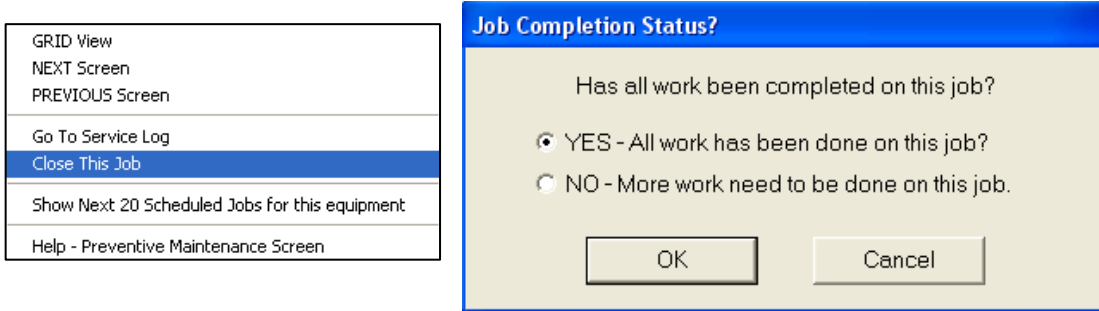 GRID View
NEXT Screen
PREVIOUS Screen
Go To Service Log
Close This Job
Show Next 20 Scheduled Jobs for this equipment
Help - Preventive Maintenance Screen
Job Completion Status?
Has all work been completed on this job?
YES - All work has been done on this job?
NO - More work need to be done on this job.
OK
Cancel